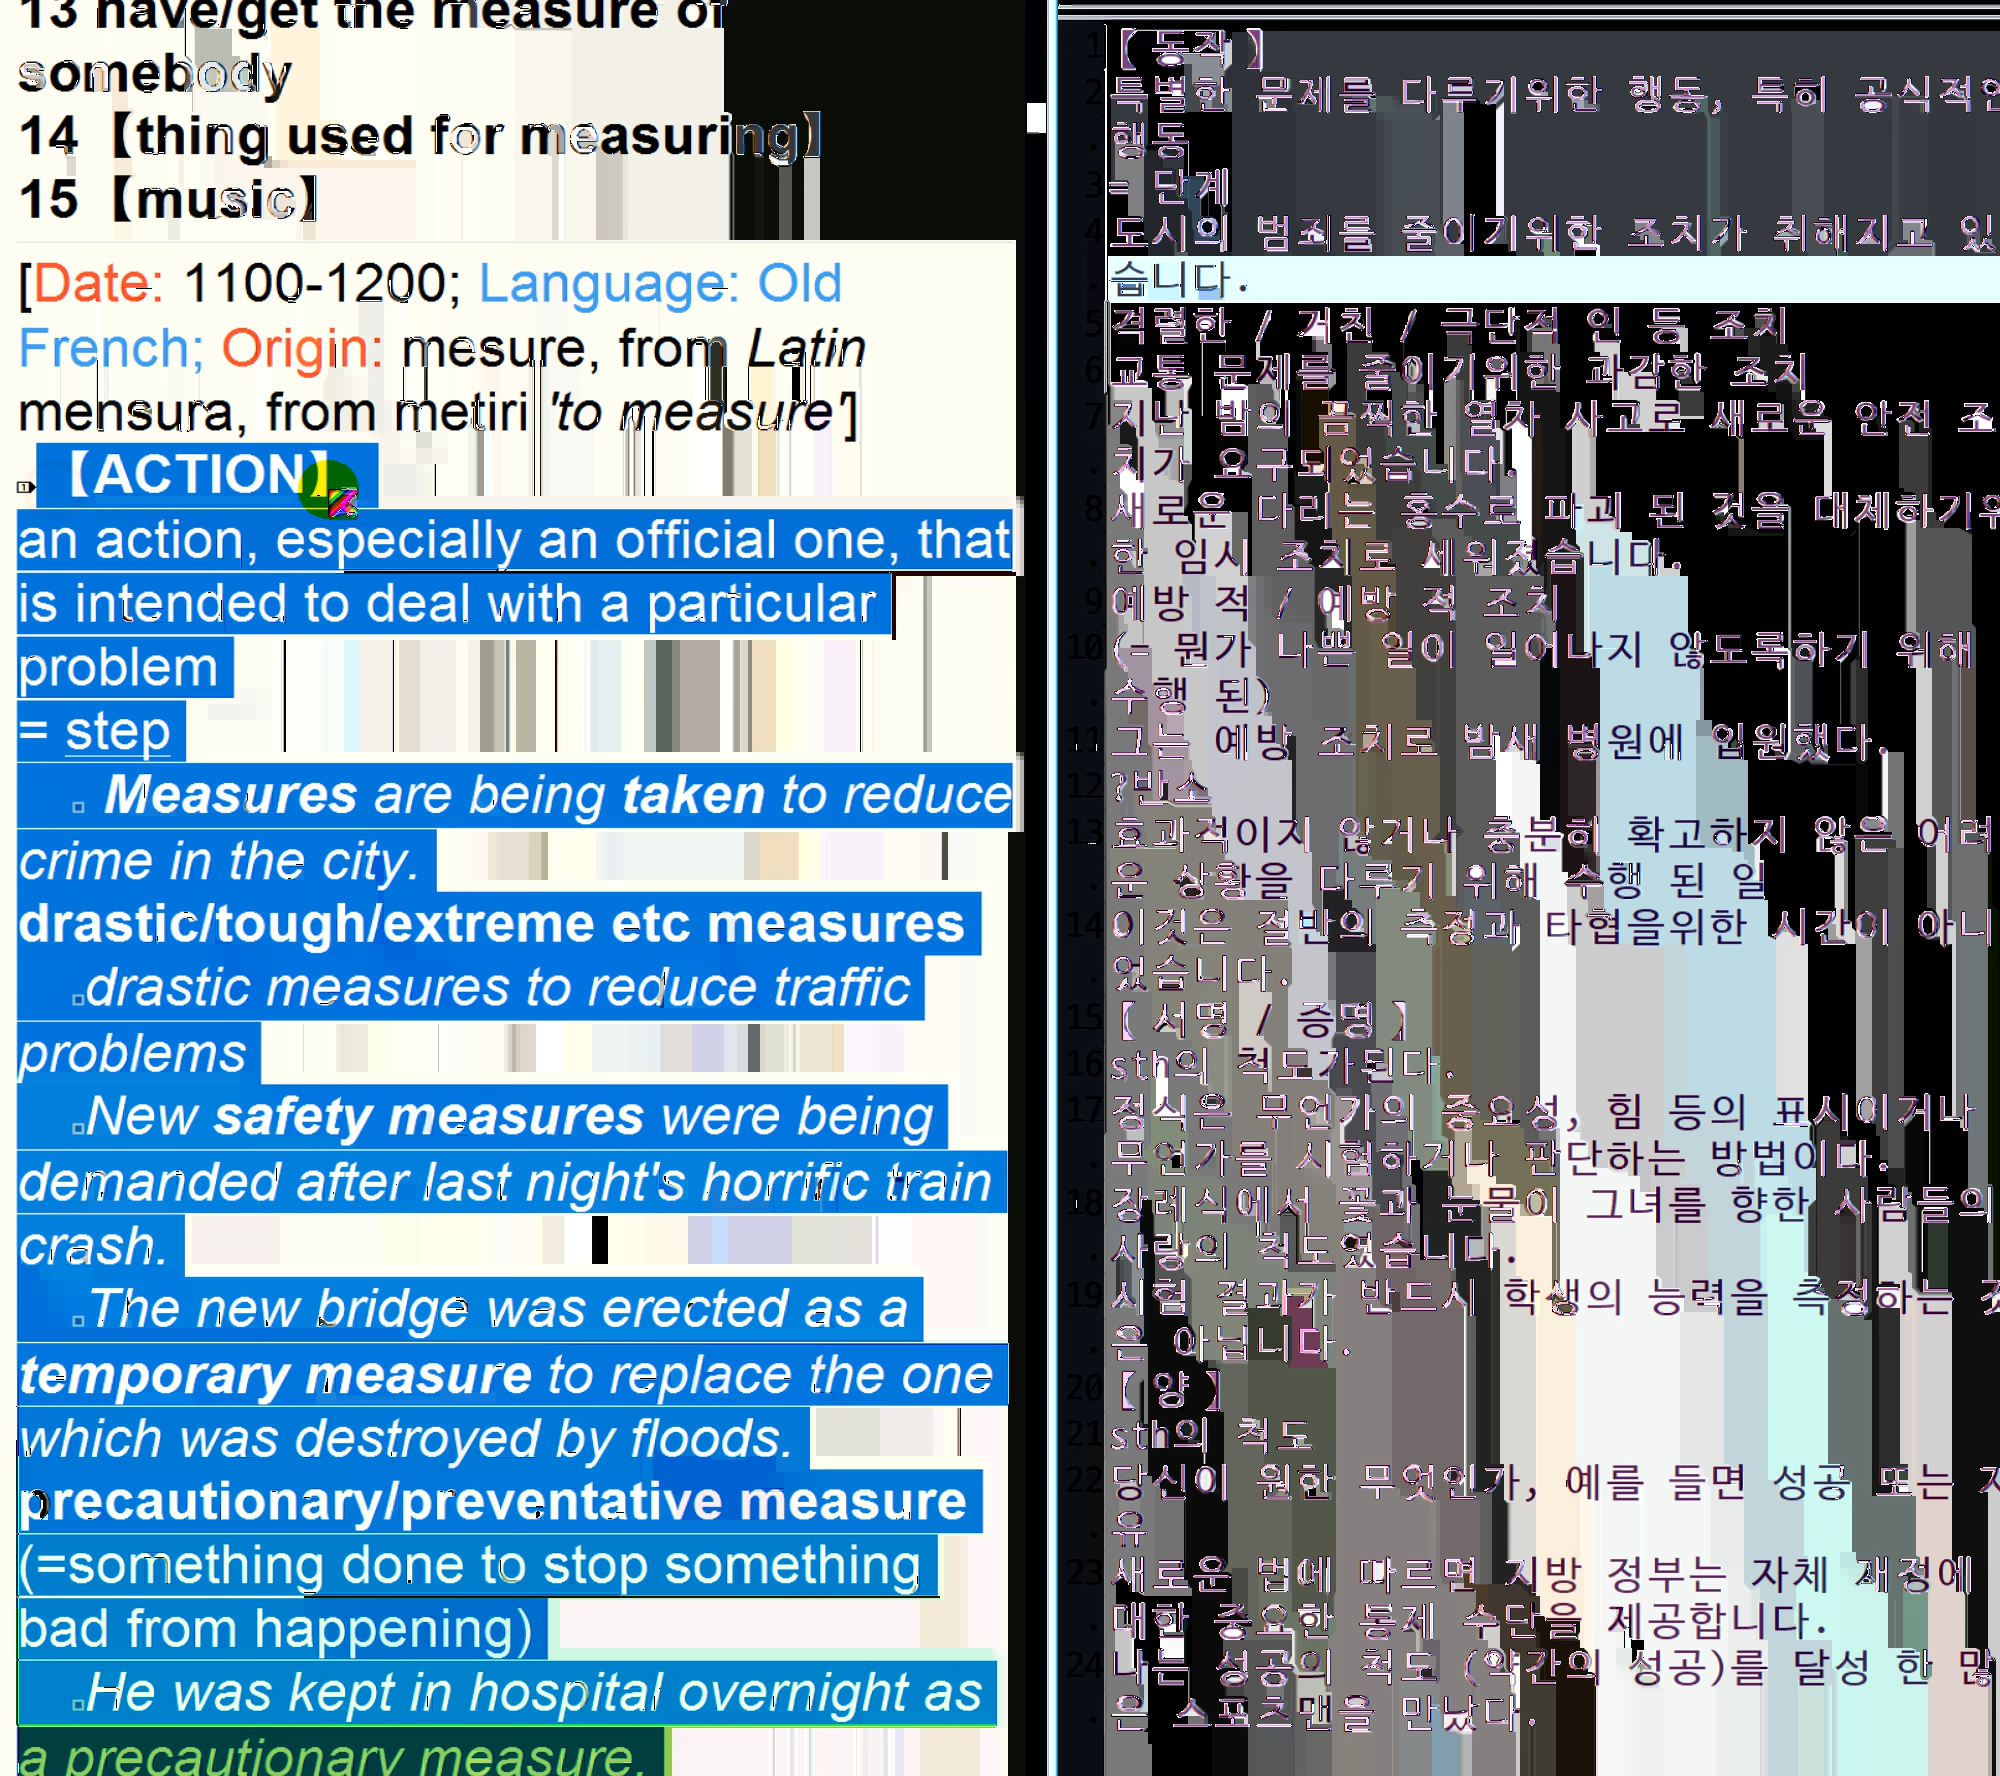 13 have/get the measure of
somebody
14 【thing used for measuring】
15 【music】
[Date: 1100-1200; Language: Old
French; Origin: mesure, from Latin
mensura, from metiri 'to measure']
1 【ACTION】
an action, especially an official one, that
is intended to deal with a particular
problem
= step
Measures are being taken to reduce
crime in the city.
drastic/tough/extreme etc measures
drastic measures to reduce traffic
problems
New safety measures were being
demanded after last night's horrific train
crash.
The new bridge was erected as a
temporary measure to replace the one
which was destroyed by floods.
precautionary/preventative measure
(=something done to stop something
bad from happening)
He was kept in hospital overnight as
a precautionary measure.
1 【 동작 】
2 특별한 문제를 다루기위한 행동, 특히 공식적인
행동
3 = 단계
4 도시의 범죄를 줄이기위한 조치가 취해지고 있
습니다.
5 격렬한 / 거친 / 극단적 인 등 조치
6 교통 문제를 줄이기위한 과감한 조치
7 지난 밤의 끔찍한 열차 사고로 새로운 안전 조
치가 요구되었습니다.
8 새로운 다리는 홍수로 파괴 된 것을 대체하기위
한 임시 조치로 세워졌습니다.
9 예방 적 / 예방 적 조치
10 (= 뭔가 나쁜 일이 일어나지 않도록하기 위해
수행 된)
11 그는 예방 조치로 밤새 병원에 입원했다.
12 ?반소
13 효과적이지 않거나 충분히 확고하지 않은 어려
운 상황을 다루기 위해 수행 된 일
14 이것은 절반의 측정과 타협을위한 시간이 아니
었습니다.
15 【 서명 / 증명 】
16 sth의 척도가된다.
17 정식은 무언가의 중요성, 힘 등의 표시이거나
무언가를 시험하거나 판단하는 방법이다.
18 장례식에서 꽃과 눈물이 그녀를 향한 사람들의
사랑의 척도였습니다.
19 시험 결과가 반드시 학생의 능력을 측정하는 것
은 아닙니다.
20 【 양 】
21 sth의 척도
22 당신이 원한 무엇인가, 예를 들면 성공 또는 자
유
23 새로운 법에 따르면 지방 정부는 자체 재정에
대한 중요한 통제 수단을 제공합니다.
24 나는 성공의 척도 (약간의 성공)를 달성 한 많
은 스포츠맨을 만났다.